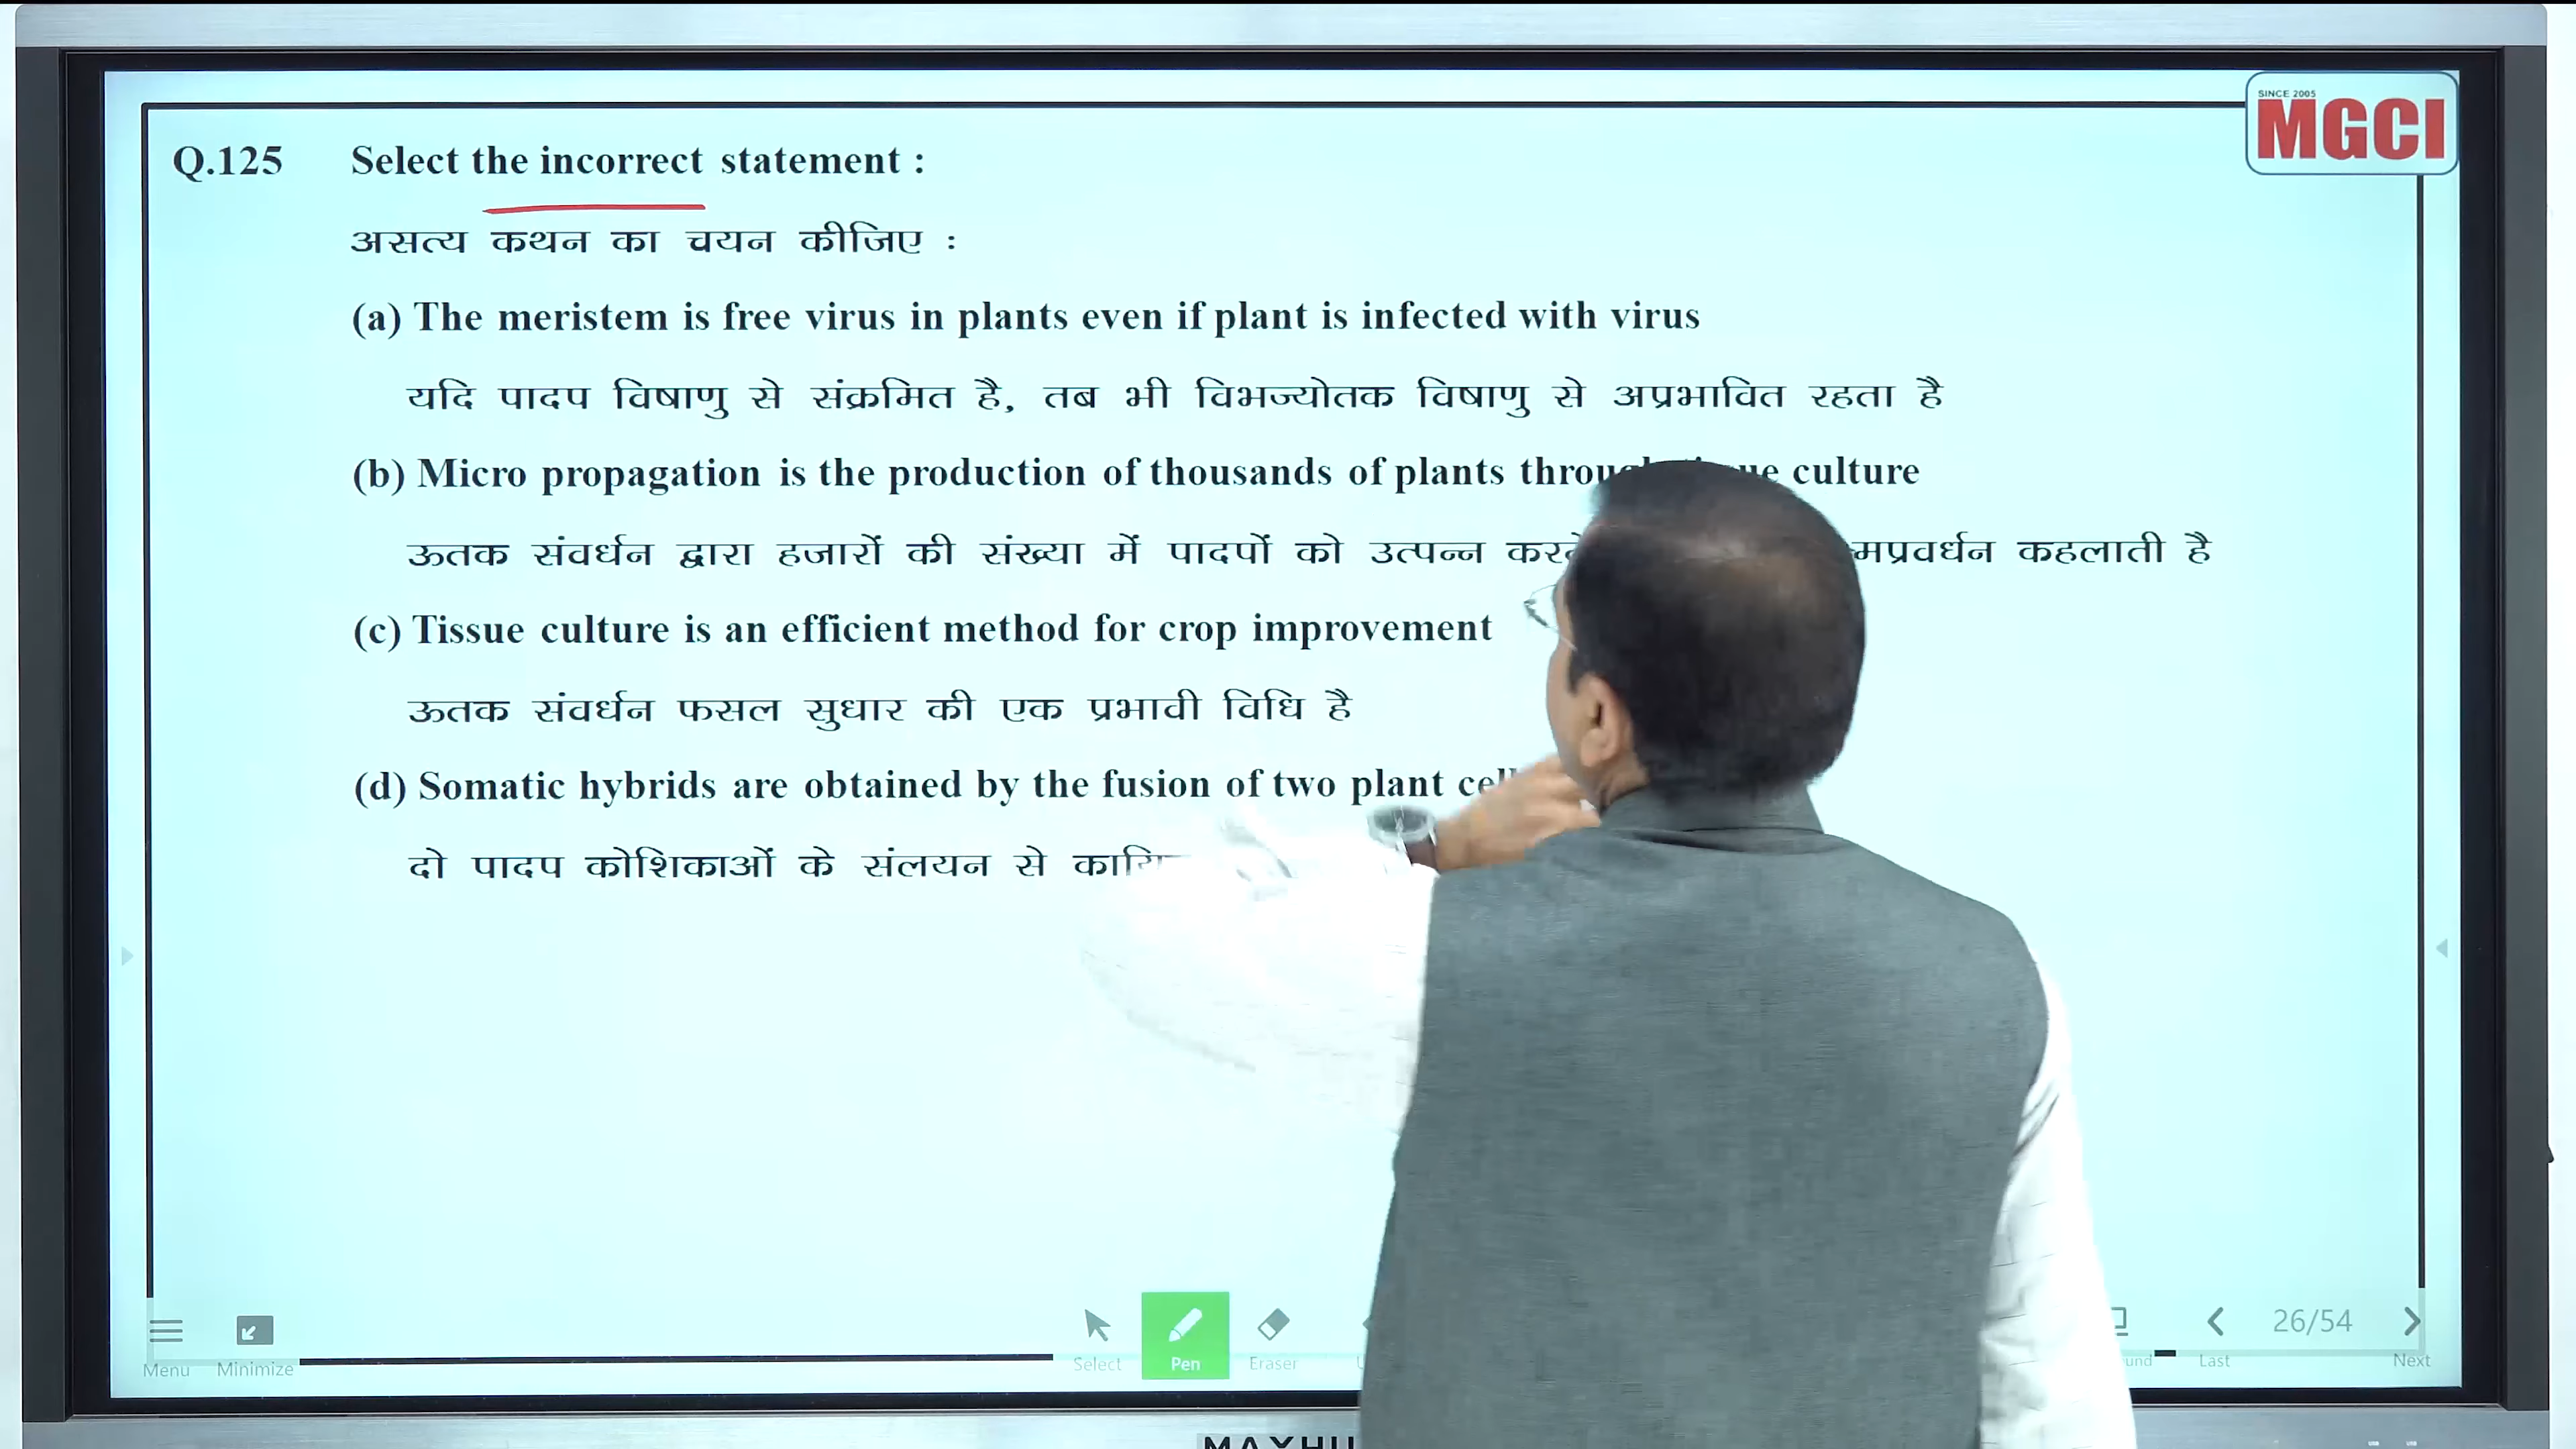 SINCE 2005
MGCI
Q.125 Select the incorrect statement :
असत्य कथन का चयन कीजिए :
(a) The meristem is free virus in plants even if plant is infected with virus
यदि पादप विषाणु से संक्रमित है, तब भी विभज्योतक विषाणु से अप्रभावित रहता है
(b) Micro propagation is the production of thousands of plants culture
ऊतक संवर्धन द्वारा हजारों की संख्या में पादपों को उत्पन्न कहलाती है
(c) Tissue culture is an efficient method for crop improvement
ऊतक संवर्धन फसल सुधार की एक प्रभावी विधि है
(d) Somatic hybrids are obtained by the fusion of two plant
दो पादप कोशिकाओं के संलयन से
Menu Minimize Select Pen Eraser 26/54 Last Next